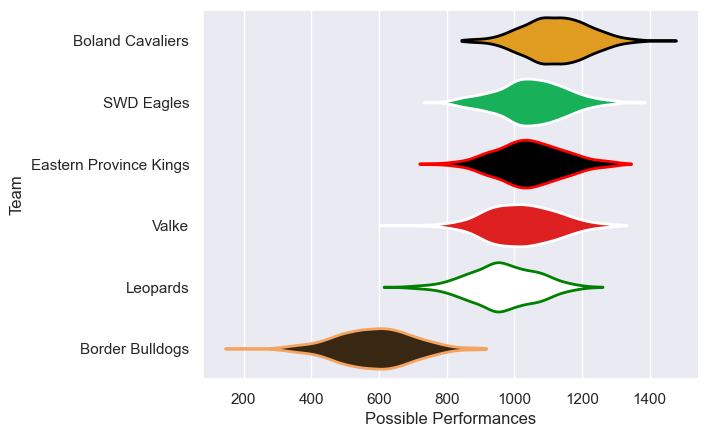 Boland Cavaliers
SWD Eagles
Eastern Province Kings
Valke
Leopards
Border Bulldogs
Team
200 400 600 800 1000 1200 1400
Possible Performances